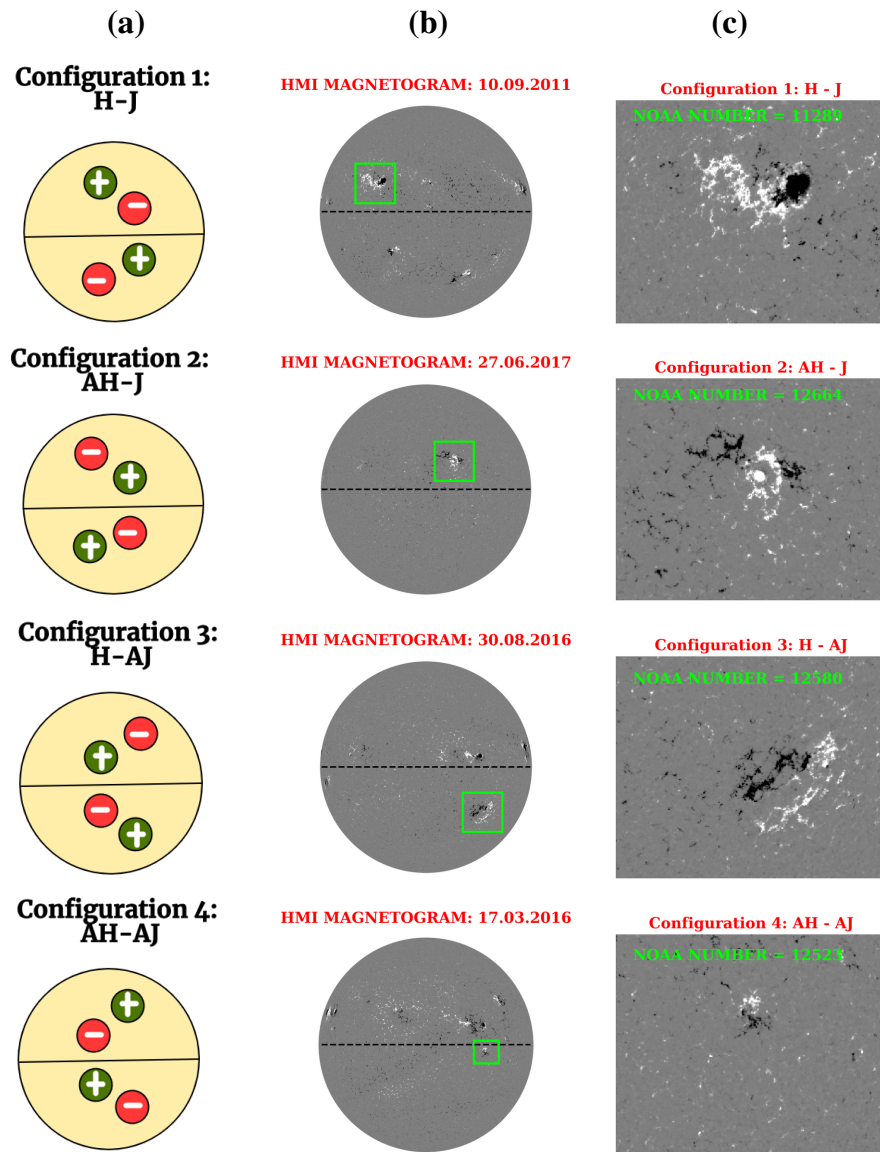 (a)
(b)
(c)
Configuration 1:
H-J
HMI MAGNETOGRAM: 10.09.2011
Configuration 1: H - J
NOAA NUMBER = 11289
+
−
+
−
Configuration 2:
AH-J
HMI MAGNETOGRAM: 27.06.2017
Configuration 2: AH - J
NOAA NUMBER = 12664
−
+
−
+
Configuration 3:
H-AJ
HMI MAGNETOGRAM: 30.08.2016
Configuration 3: H - AJ
NOAA NUMBER = 12580
−
+
−
+
Configuration 4:
AH-AJ
HMI MAGNETOGRAM: 17.03.2016
Configuration 4: AH - AJ
NOAA NUMBER = 12523
+
−
+
−